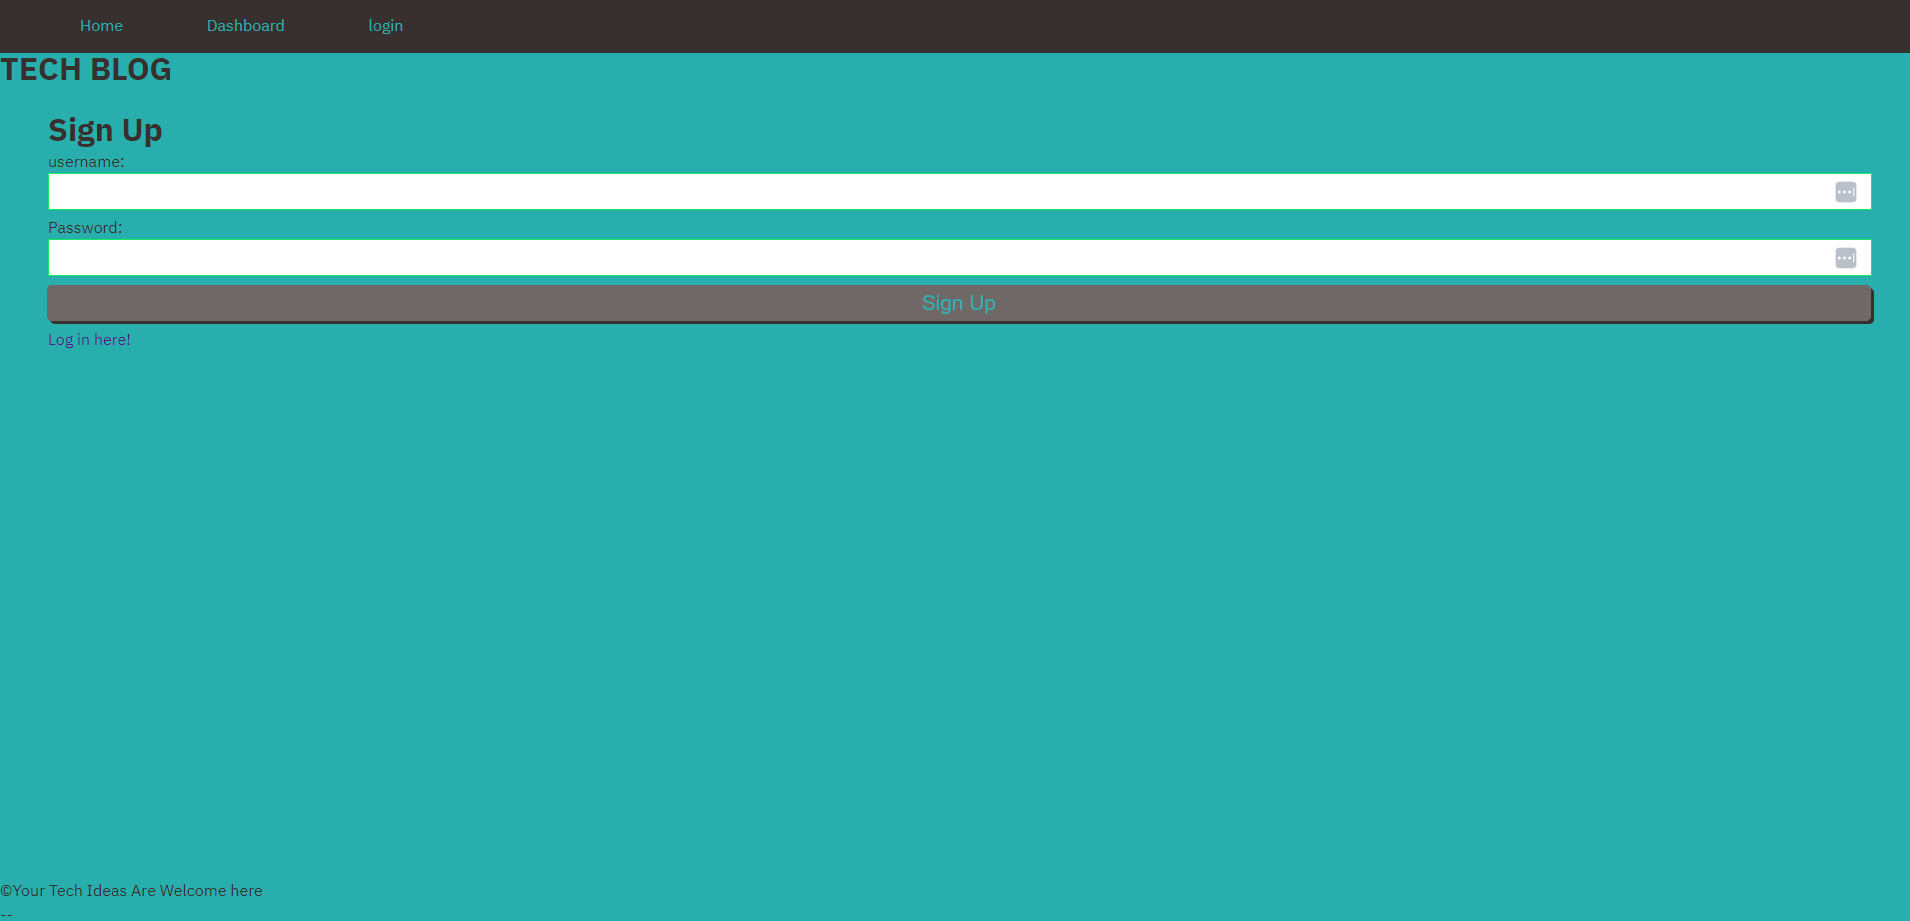 Home Dashboard login
TECH BLOG
Sign Up
username:
Password:
Sign Up
Log in here!
©Your Tech Ideas Are Welcome here
--